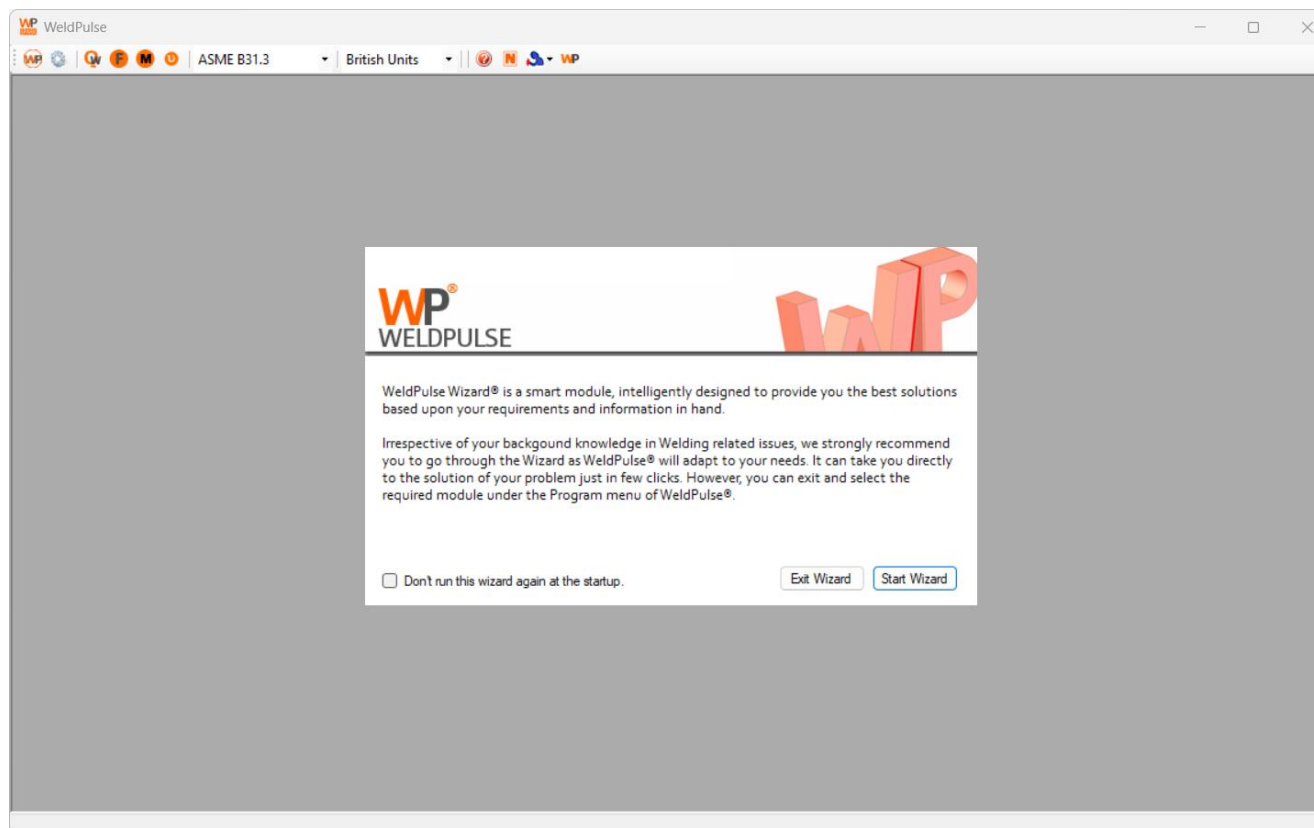 WeldPulse
ASME B31.3 British Units
WP®
WELDPULSE
WeldPulse Wizard® is a smart module, intelligently designed to provide you the best solutions
based upon your requirements and information in hand.
Irrespective of your backgound knowledge in Welding related issues, we strongly recommend
you to go through the Wizard as WeldPulse® will adapt to your needs. It can take you directly
to the solution of your problem just in few clicks. However, you can exit and select the
required module under the Program menu of WeldPulse®.
Don't run this wizard again at the startup.
Exit Wizard Start Wizard